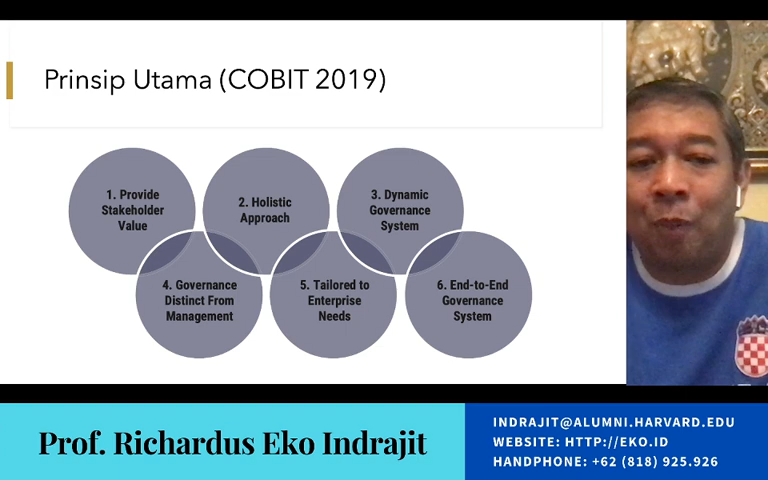 Prinsip Utama (COBIT 2019)
1. Provide
Stakeholder
Value
2. Holistic
Approach
3. Dynamic
Governance
System
4. Governance
Distinct From
Management
5. Tailored to
Enterprise
Needs
6. End-to-End
Governance
System
Prof. Richardus Eko Indrajit
INDRAJIT@ALUMNI.HARVARD.EDU
WEBSITE: HTTP://EKO.ID
HANDPHONE: +62 (818) 925.926